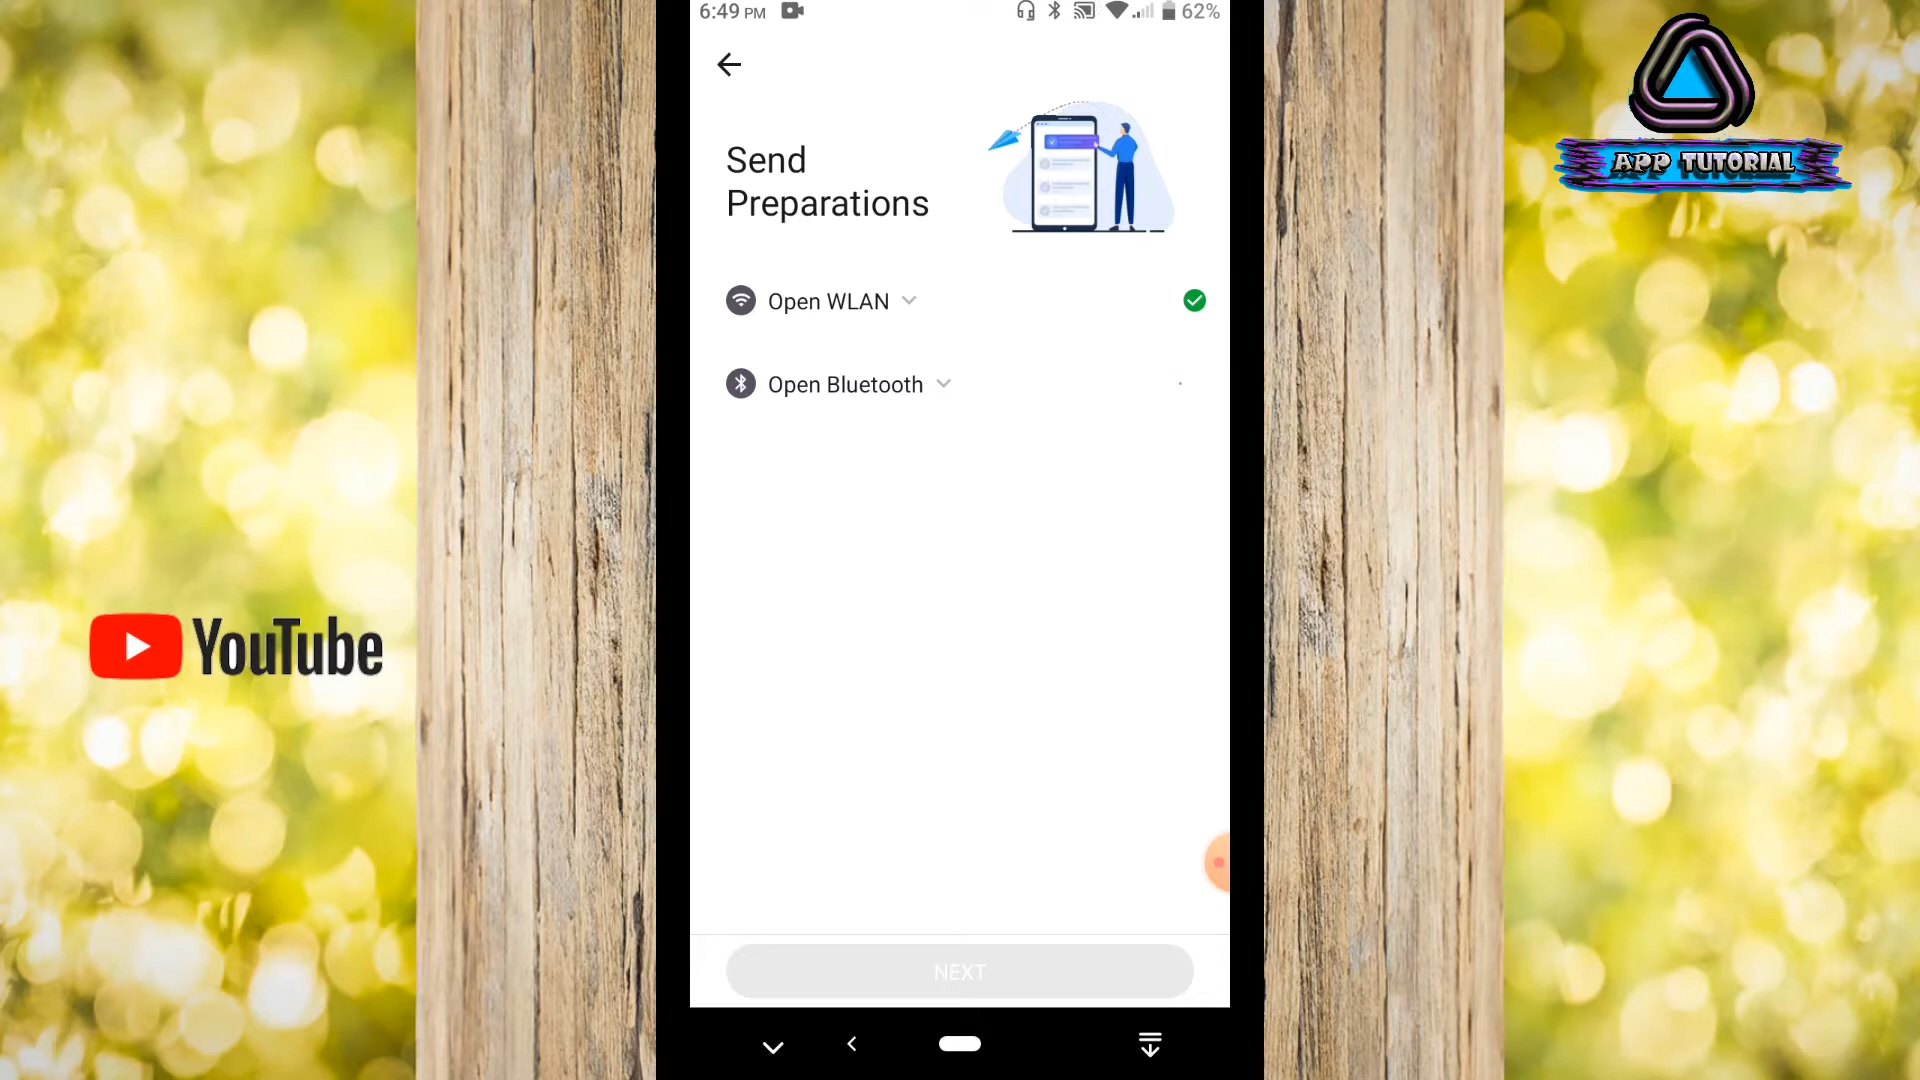 6:49 PM
62%
Send
Preparations
Open WLAN
Open Bluetooth
NEXT
YouTube
APP TUTORIAL